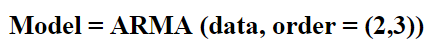 Model = ARMA (data, order = (2,3))